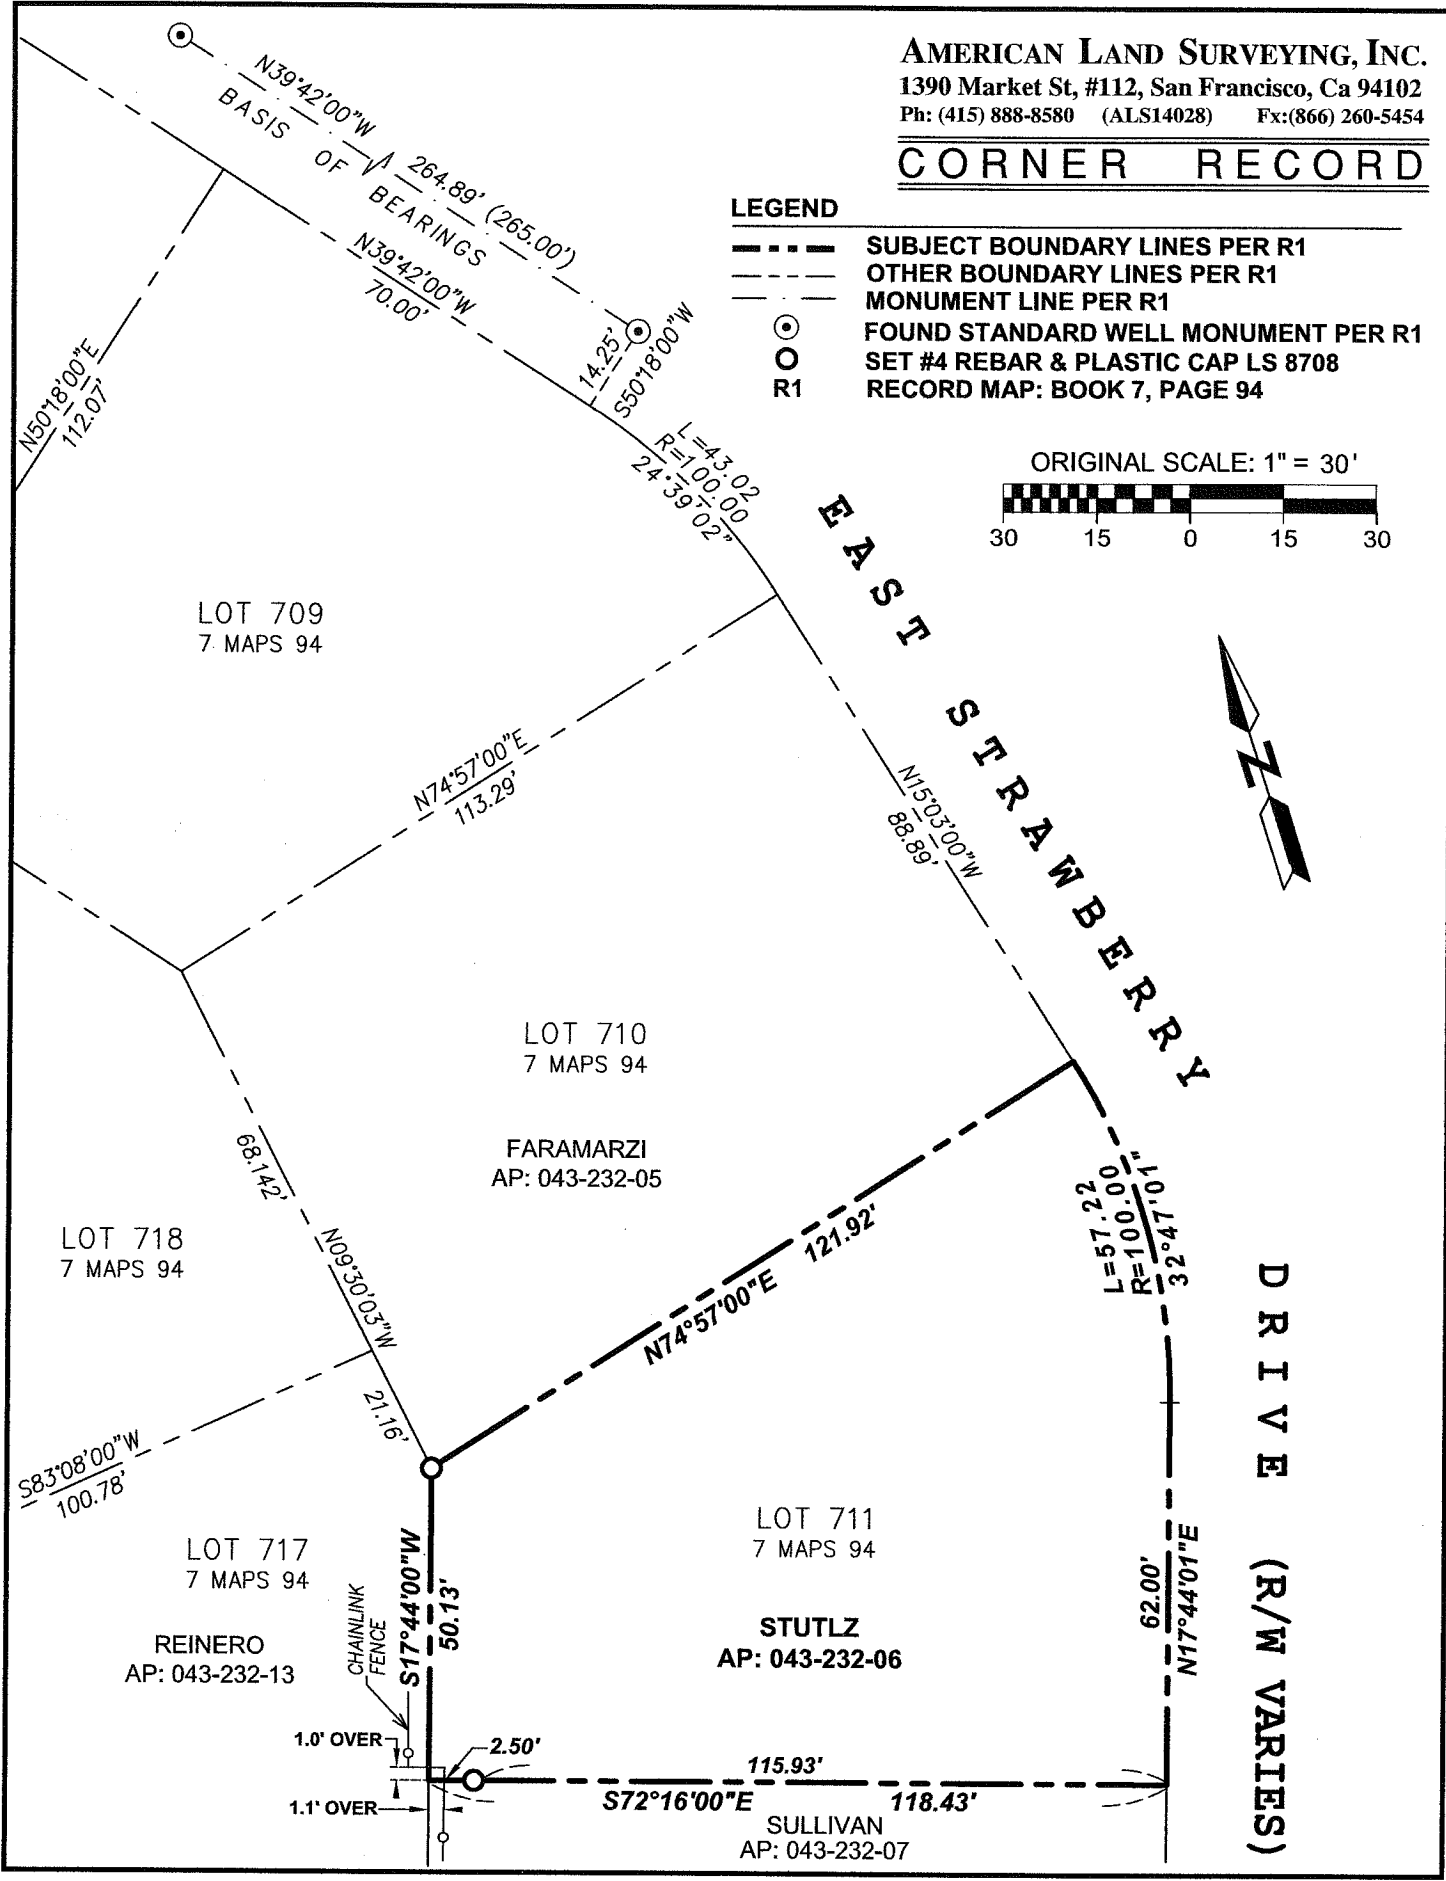 AMERICAN LAND SURVEYING, INC.
1390 Market St, #112, San Francisco, Ca 94102
Ph: (415) 888-8580 (ALS14028) Fx:(866) 260-5454
CORNER RECORD
LEGEND
SUBJECT BOUNDARY LINES PER R1
OTHER BOUNDARY LINES PER R1
MONUMENT LINE PER R1
FOUND STANDARD WELL MONUMENT PER R1
SET #4 REBAR & PLASTIC CAP LS 8708
R1 RECORD MAP: BOOK 7, PAGE 94
ORIGINAL SCALE: 1" = 30'
30 15 0 15 30
N39°42'00"W
264.89' (265.00')
BASIS OF BEARINGS
N39°42'00"W
70.00'
14.25'
S50°18'00"W
N50°18'00"E
112.07'
L=43.02
R=100.00
24°39'02"
EAST STRAWBERRY
N
LOT 709
7 MAPS 94
N74°57'00"E
113.29'
N15°03'00"W
88.89'
LOT 710
7 MAPS 94
FARAMARZI
AP: 043-232-05
68.142'
N09°30'03"W
LOT 718
7 MAPS 94
121.92'
N74°57'00"E
L=57.22
R=100.00
32°47'01"
DRIVE (R/W VARIES)
21.16'
S83°08'00"W
100.78'
LOT 711
7 MAPS 94
LOT 717
7 MAPS 94
CHAINLINK
FENCE
S17°44'00"W
50.13'
62.00'
N17°44'01"E
STUTLZ
AP: 043-232-06
REINERO
AP: 043-232-13
1.0' OVER
2.50'
115.93'
1.1' OVER
S72°16'00"E
118.43'
SULLIVAN
AP: 043-232-07